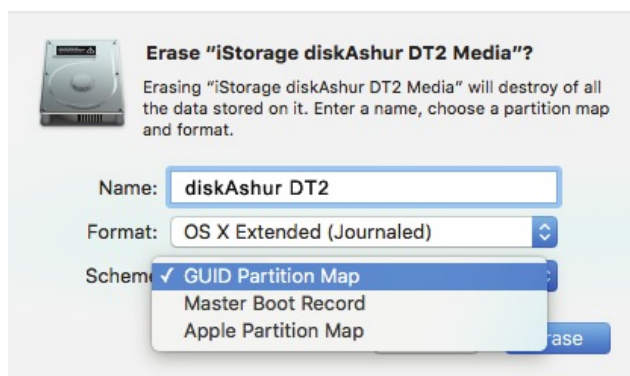 Erase “iStorage diskAshur DT2 Media”?
Erasing “iStorage diskAshur DT2 Media” will destroy of all
the data stored on it. Enter a name, choose a partition map
and format.
Name: diskAshur DT2
Format: OS X Extended (Journaled)
Scheme ✓ GUID Partition Map
Master Boot Record
Apple Partition Map
rase